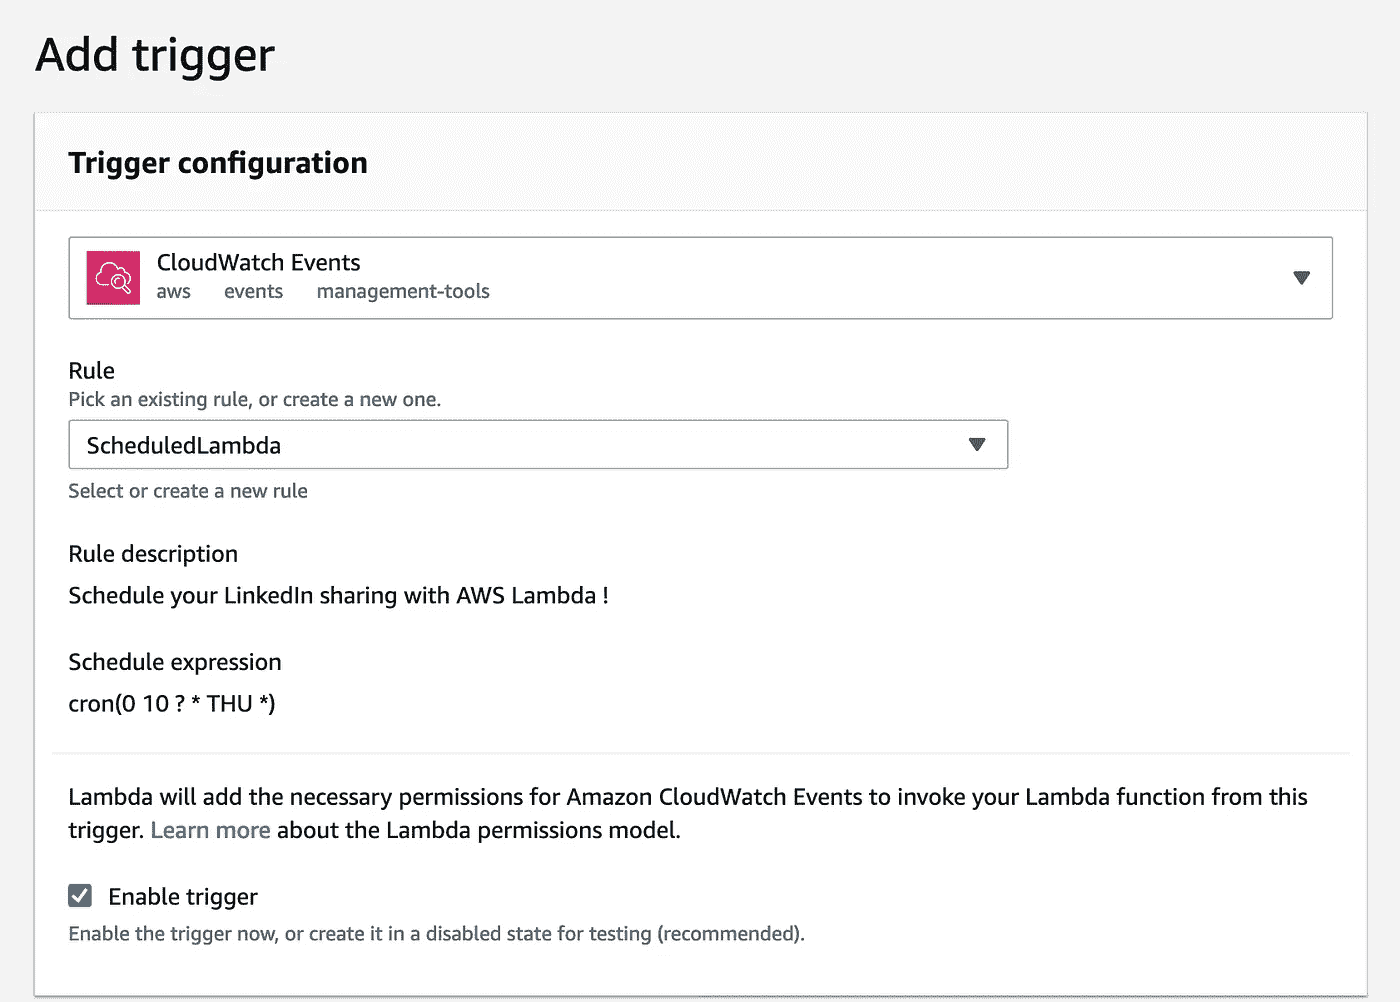 Add trigger
Trigger configuration
CloudWatch Events
aws events management-tools
Rule
Pick an existing rule, or create a new one.
ScheduledLambda
Select or create a new rule
Rule description
Schedule your LinkedIn sharing with AWS Lambda !
Schedule expression
cron(0 10 ? * THU *)
Lambda will add the necessary permissions for Amazon CloudWatch Events to invoke your Lambda function from this
trigger. Learn more about the Lambda permissions model.
Enable trigger
Enable the trigger now, or create it in a disabled state for testing (recommended).